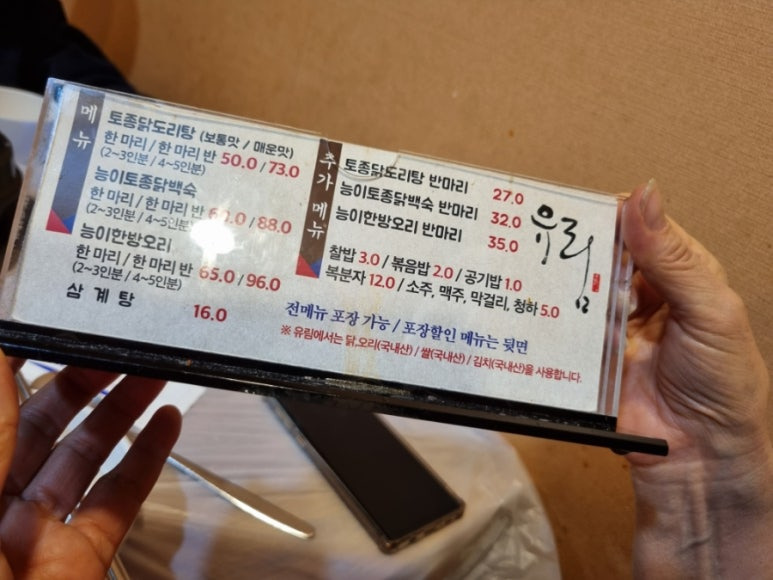 메뉴
토종닭도리탕 (보통맛 / 매운맛)
한 마리 / 한 마리 반 50.0 / 73.0
(2~3인분 / 4~5인분)
능이토종닭백숙
한 마리 / 한 마리 반 60.0 / 88.0
(2~3인분 / 4~5인분)
능이한방오리
한 마리 / 한 마리 반 65.0 / 96.0
(2~3인분 / 4~5인분)
삼계탕 16.0
추가메뉴
토종닭도리탕 반마리 27.0
능이토종닭백숙 반마리 32.0
능이한방오리 반마리 35.0
찰밥 3.0 / 볶음밥 2.0 / 공기밥 1.0
복분자 12.0 / 소주, 맥주, 막걸리, 청하 5.0
전메뉴 포장 가능 / 포장할인 메뉴는 뒷면
※ 유림에서는 닭,오리(국내산) / 쌀(국내산) / 김치(국내산)을 사용합니다.
유림